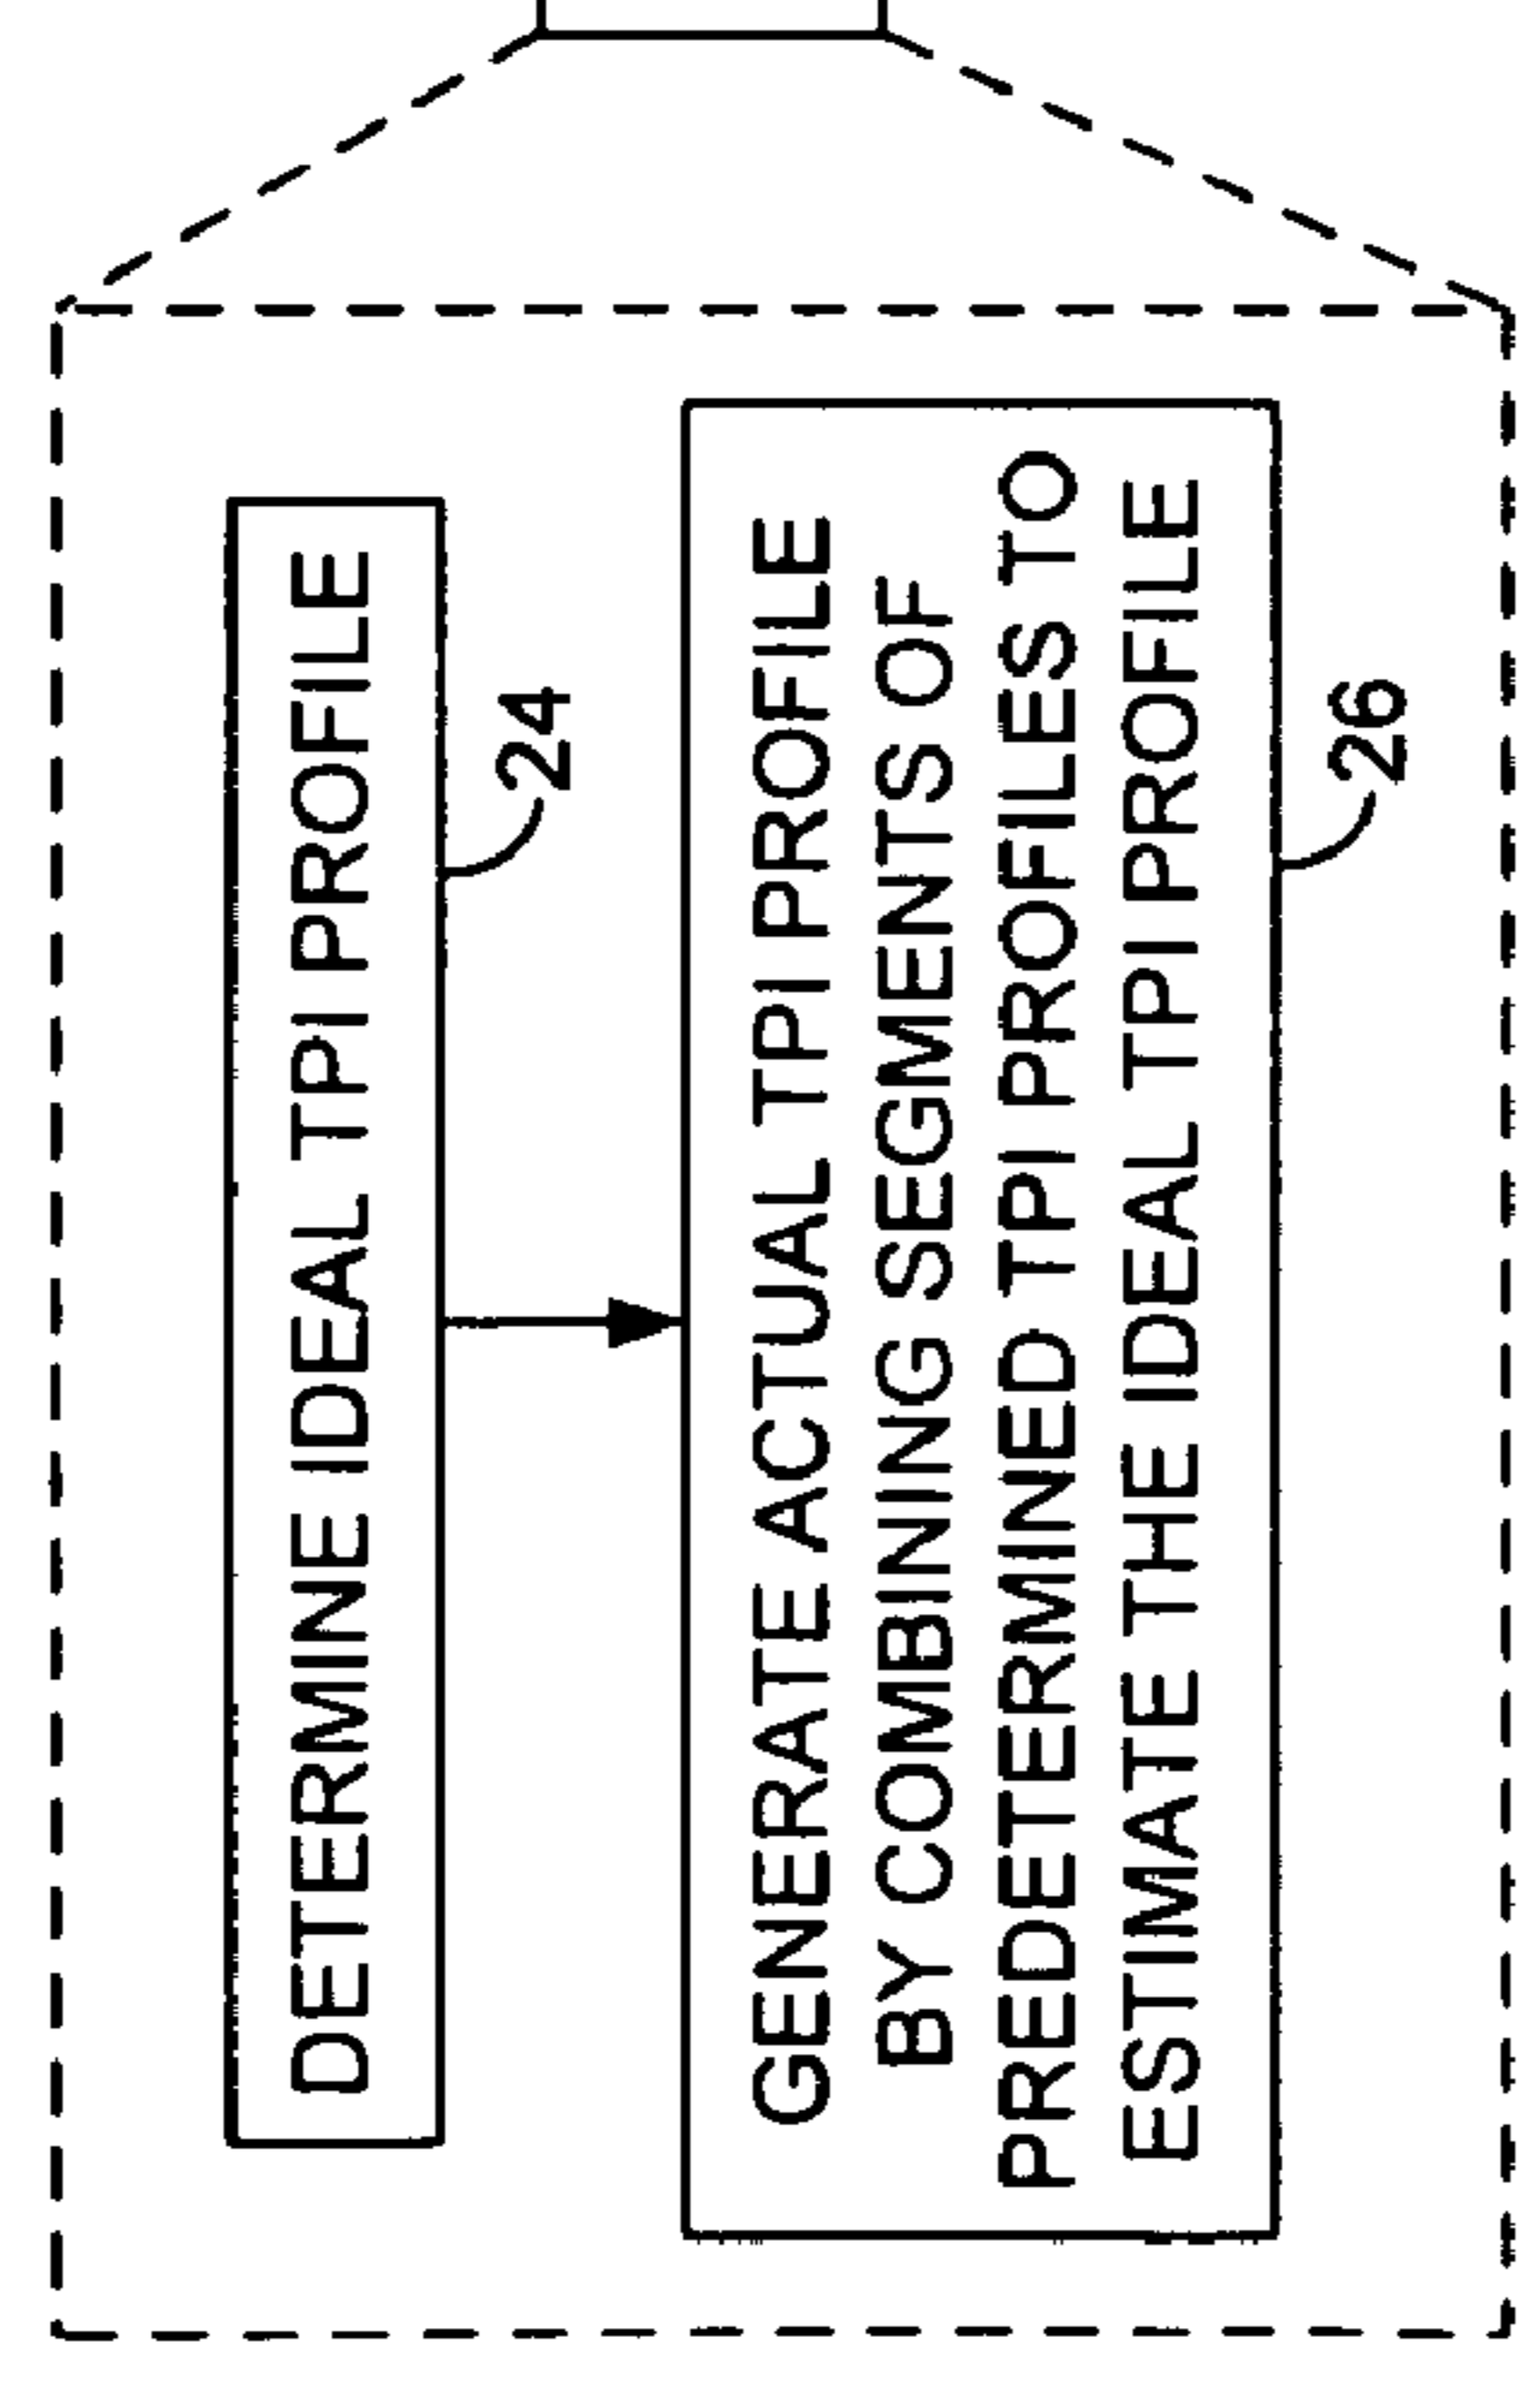 DETERMINE IDEAL TPI PROFILE
24
GENERATE ACTUAL TPI PROFILE
BY COMBINING SEGMENTS OF
PREDETERMINED TPI PROFILES TO
ESTIMATE THE IDEAL TPI PROFILE
26